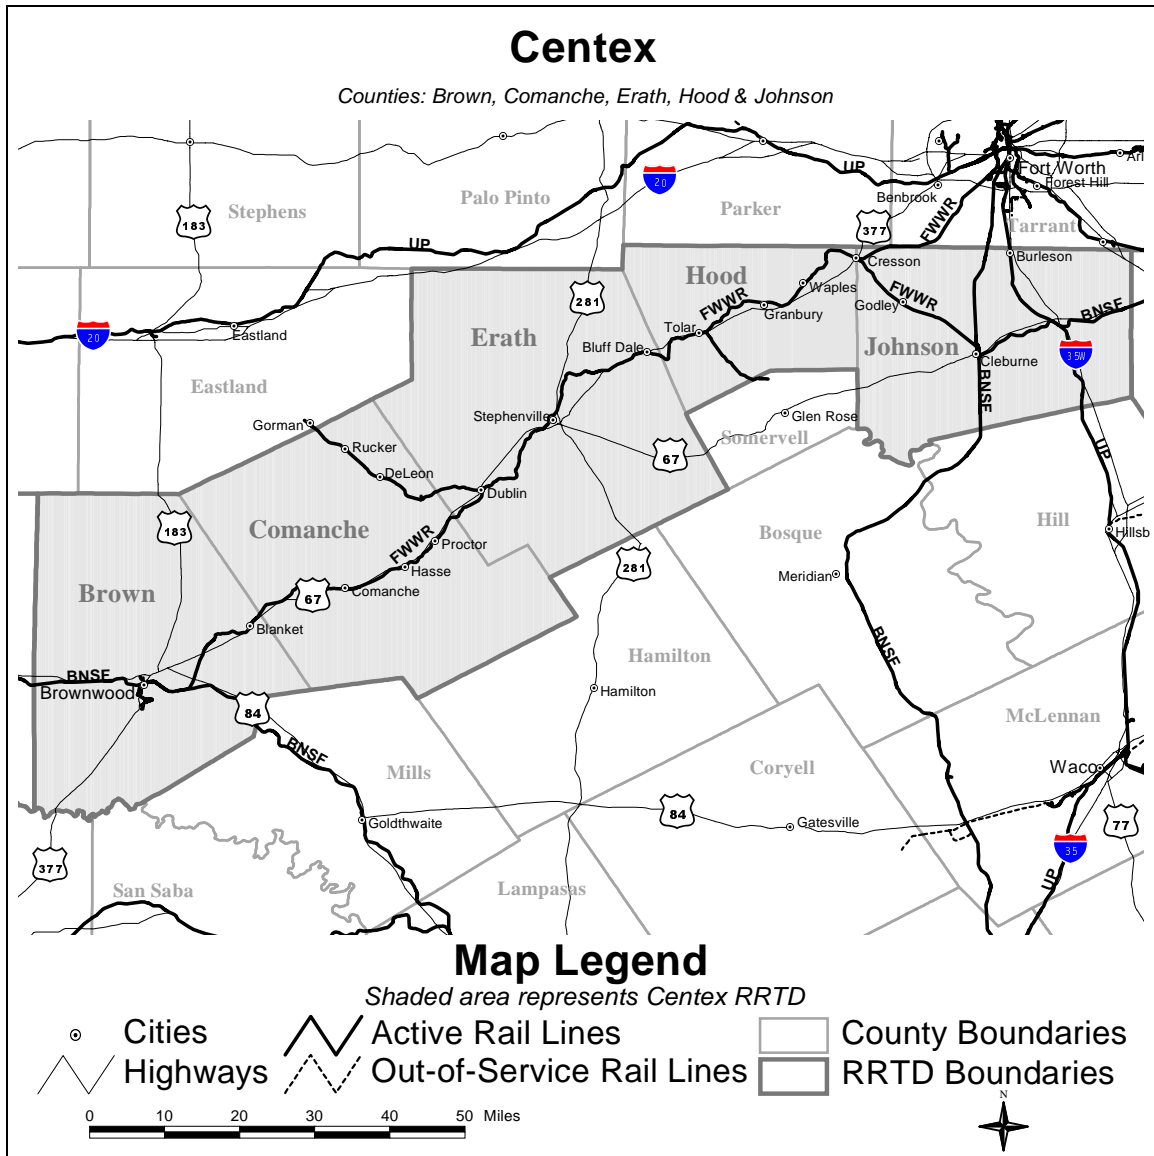 Centex
Counties: Brown, Comanche, Erath, Hood & Johnson
UP
Fort Worth
Arl
20
Forest Hill
Benbrook
Palo Pinto
Parker
Stephens
183
377
FWWR
Tarrant
UP
Burleson
Cresson
Hood
281
Waples
FWWR
FWWR
Granbury
Godley
BNSF
20
Eastland
Erath
Tolar
Bluff Dale
Johnson
35W
Cleburne
Eastland
BNSF
Stephenville
Glen Rose
Gorman
Somervell
Rucker
67
UP
DeLeon
Dublin
183
Comanche
Bosque
Hill
Hillsb
FWWR
Proctor
Hasse
281
Meridian
Brown
67
Comanche
Blanket
BNSF
Hamilton
BNSF
Brownwood
Hamilton
84
McLennan
BNSF
Mills
Coryell
Waco
84
Goldthwaite
Gatesville
77
377
35
San Saba
Lampasas
UP
Map Legend
Shaded area represents Centex RRTD
Cities
Active Rail Lines
County Boundaries
Highways
Out-of-Service Rail Lines
RRTD Boundaries
N
0 10 20 30 40 50 Miles